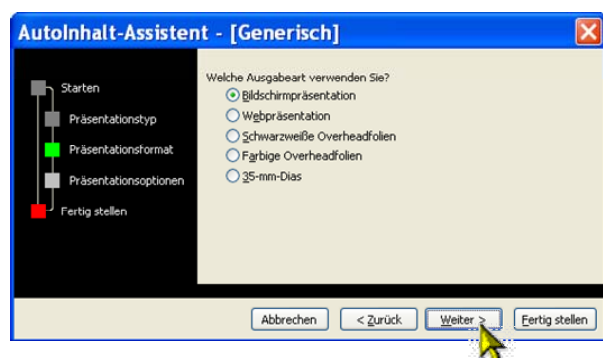 AutoInhalt-Assistent - [Generisch]
Starten
Präsentationstyp
Präsentationsformat
Präsentationsoptionen
Fertig stellen
Welche Ausgabeart verwenden Sie?
Bildschirmpräsentation
Webpräsentation
Schwarzweiße Overheadfolien
Farbige Overheadfolien
35-mm-Dias
Abbrechen < Zurück Weiter > Fertig stellen